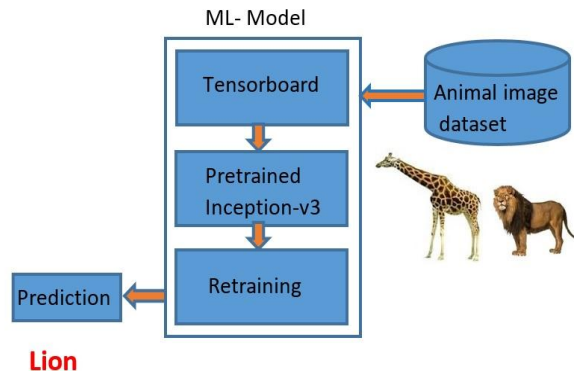 ML- Model
Tensorboard
Animal image
dataset
Pretrained
Inception-v3
Retraining
Prediction
Lion